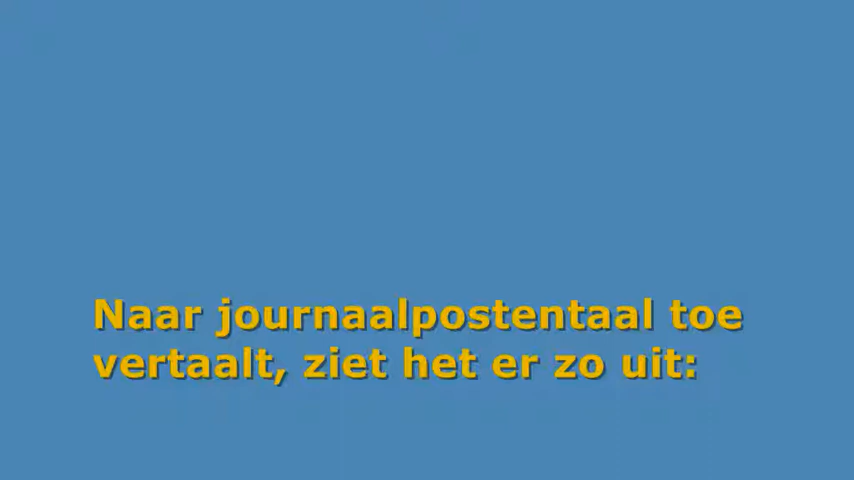 Naar journaalpostentaal toe
vertaalt, ziet het er zo uit: